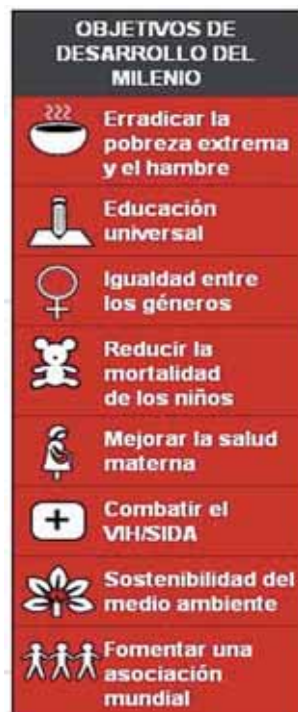 OBJETIVOS DE
DESARROLLO DEL
MILENIO
Erradicar la
pobreza extrema
y el hambre
Educación
universal
Igualdad entre
los géneros
Reducir la
mortalidad
de los niños
Mejorar la salud
materna
Combatir el
VIH/SIDA
Sostenibilidad del
medio ambiente
Fomentar una
asociación
mundial